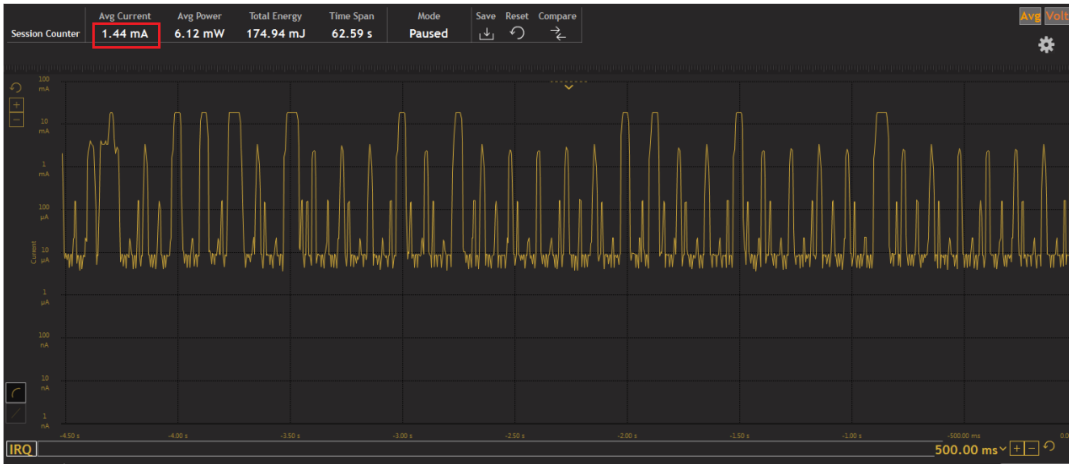 Avg Current Avg Power Total Energy Time Span Mode Save Reset Compare
Session Counter 1.44 mA 6.12 mW 174.94 mJ 62.59 s Paused
Avg Volt
100
mA
10
mA
1
mA
100
µA
10
µA
Current
1
µA
100
nA
10
nA
1
nA
-4.50 s -4.00 s -3.50 s -3.00 s -2.50 s -2.00 s -1.50 s -1.00 s -500.00 ms
IRQ 500.00 ms